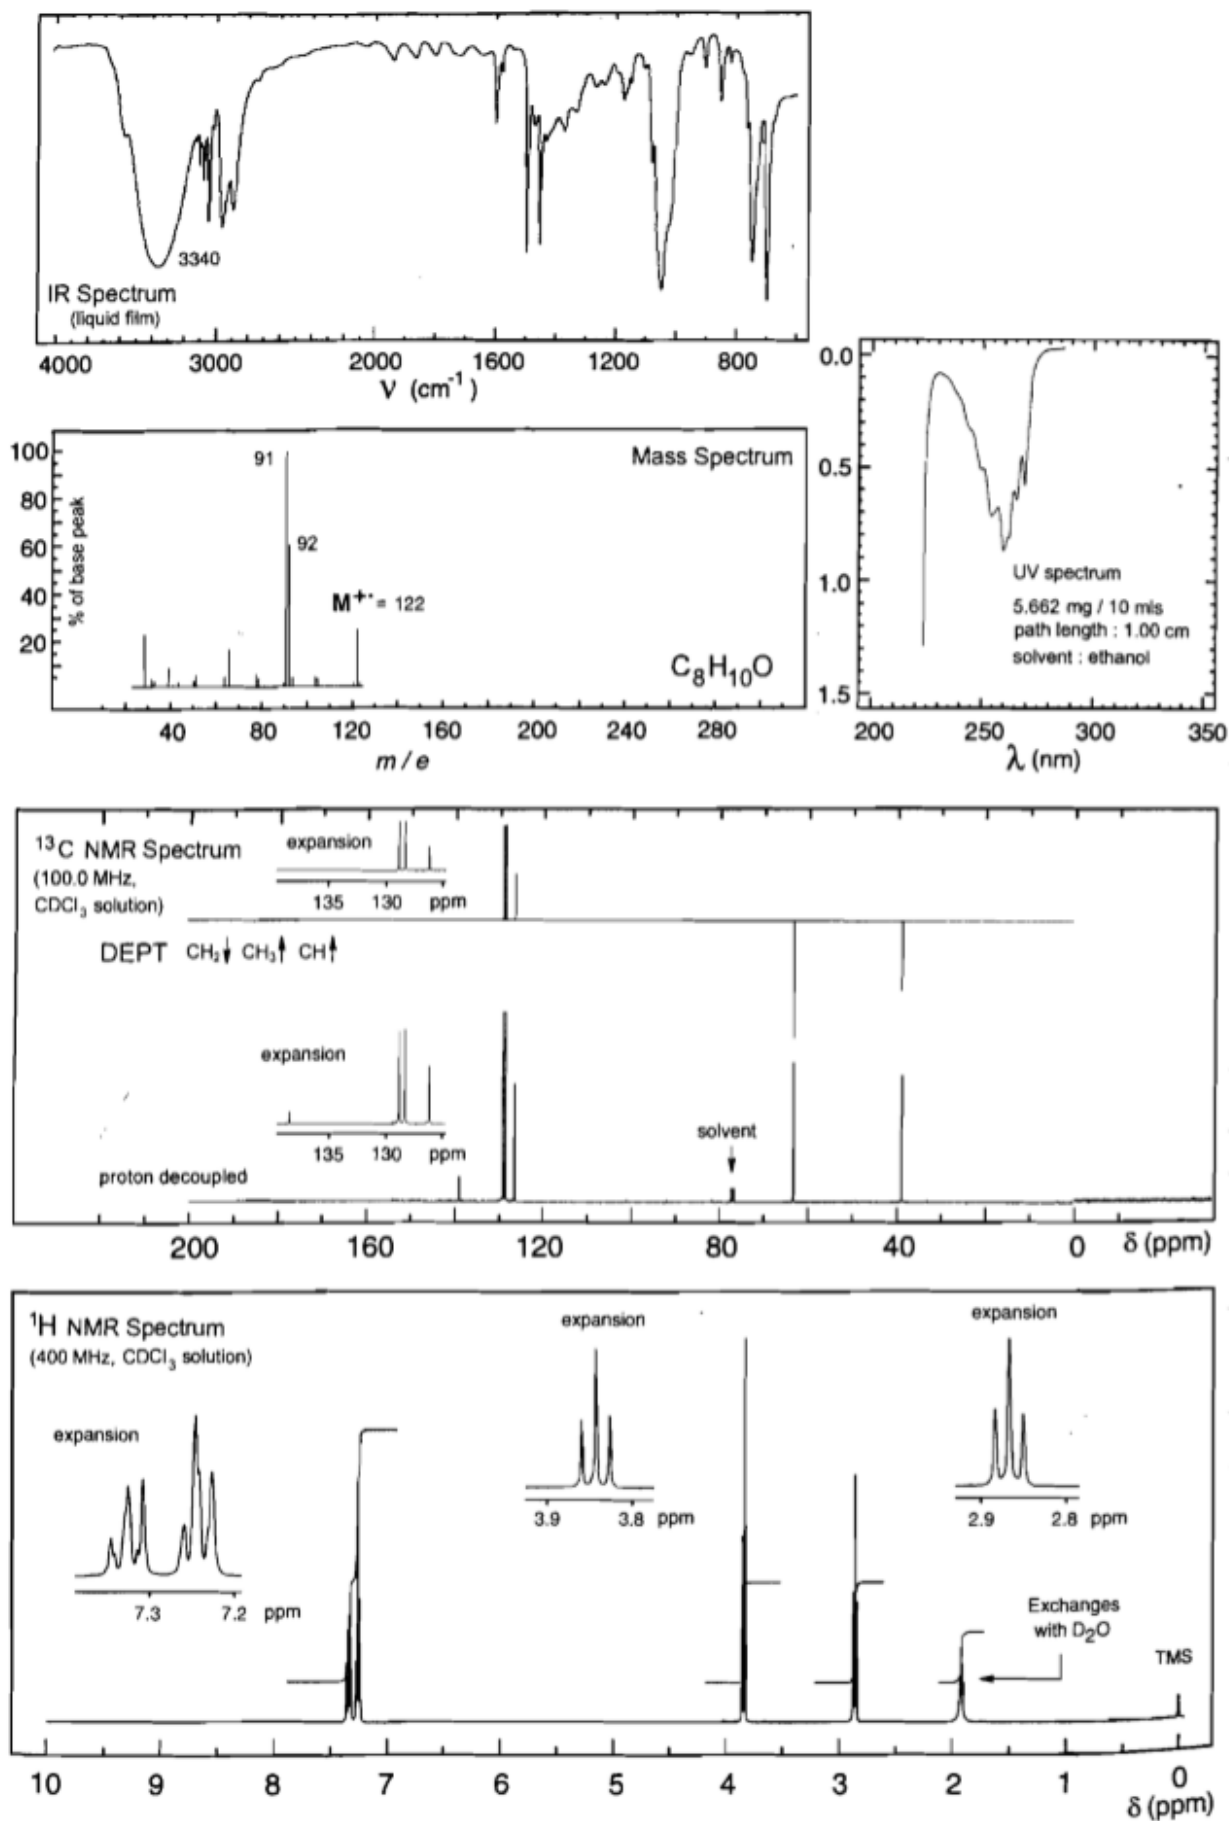 3340
IR Spectrum
(liquid film)
4000 3000 2000 1600 1200 800
ν (cm⁻¹)
0.0
0.5
1.0
1.5
UV spectrum
5.662 mg / 10 mls
path length : 1.00 cm
solvent : ethanol
200 250 300 350
λ (nm)
100
80
60
40
20
% of base peak
91
92
Mass Spectrum
M⁺· = 122
C₈H₁₀O
40 80 120 160 200 240 280
m / e
¹³C NMR Spectrum
(100.0 MHz,
CDCl₃ solution)
expansion
135 130 ppm
DEPT CH₂↓ CH₃↑ CH↑
expansion
135 130 ppm
solvent
proton decoupled
200 160 120 80 40 0 δ (ppm)
¹H NMR Spectrum
(400 MHz, CDCl₃ solution)
expansion
7.3 7.2 ppm
expansion
3.9 3.8 ppm
expansion
2.9 2.8 ppm
Exchanges
with D₂O
TMS
10 9 8 7 6 5 4 3 2 1 0
δ (ppm)